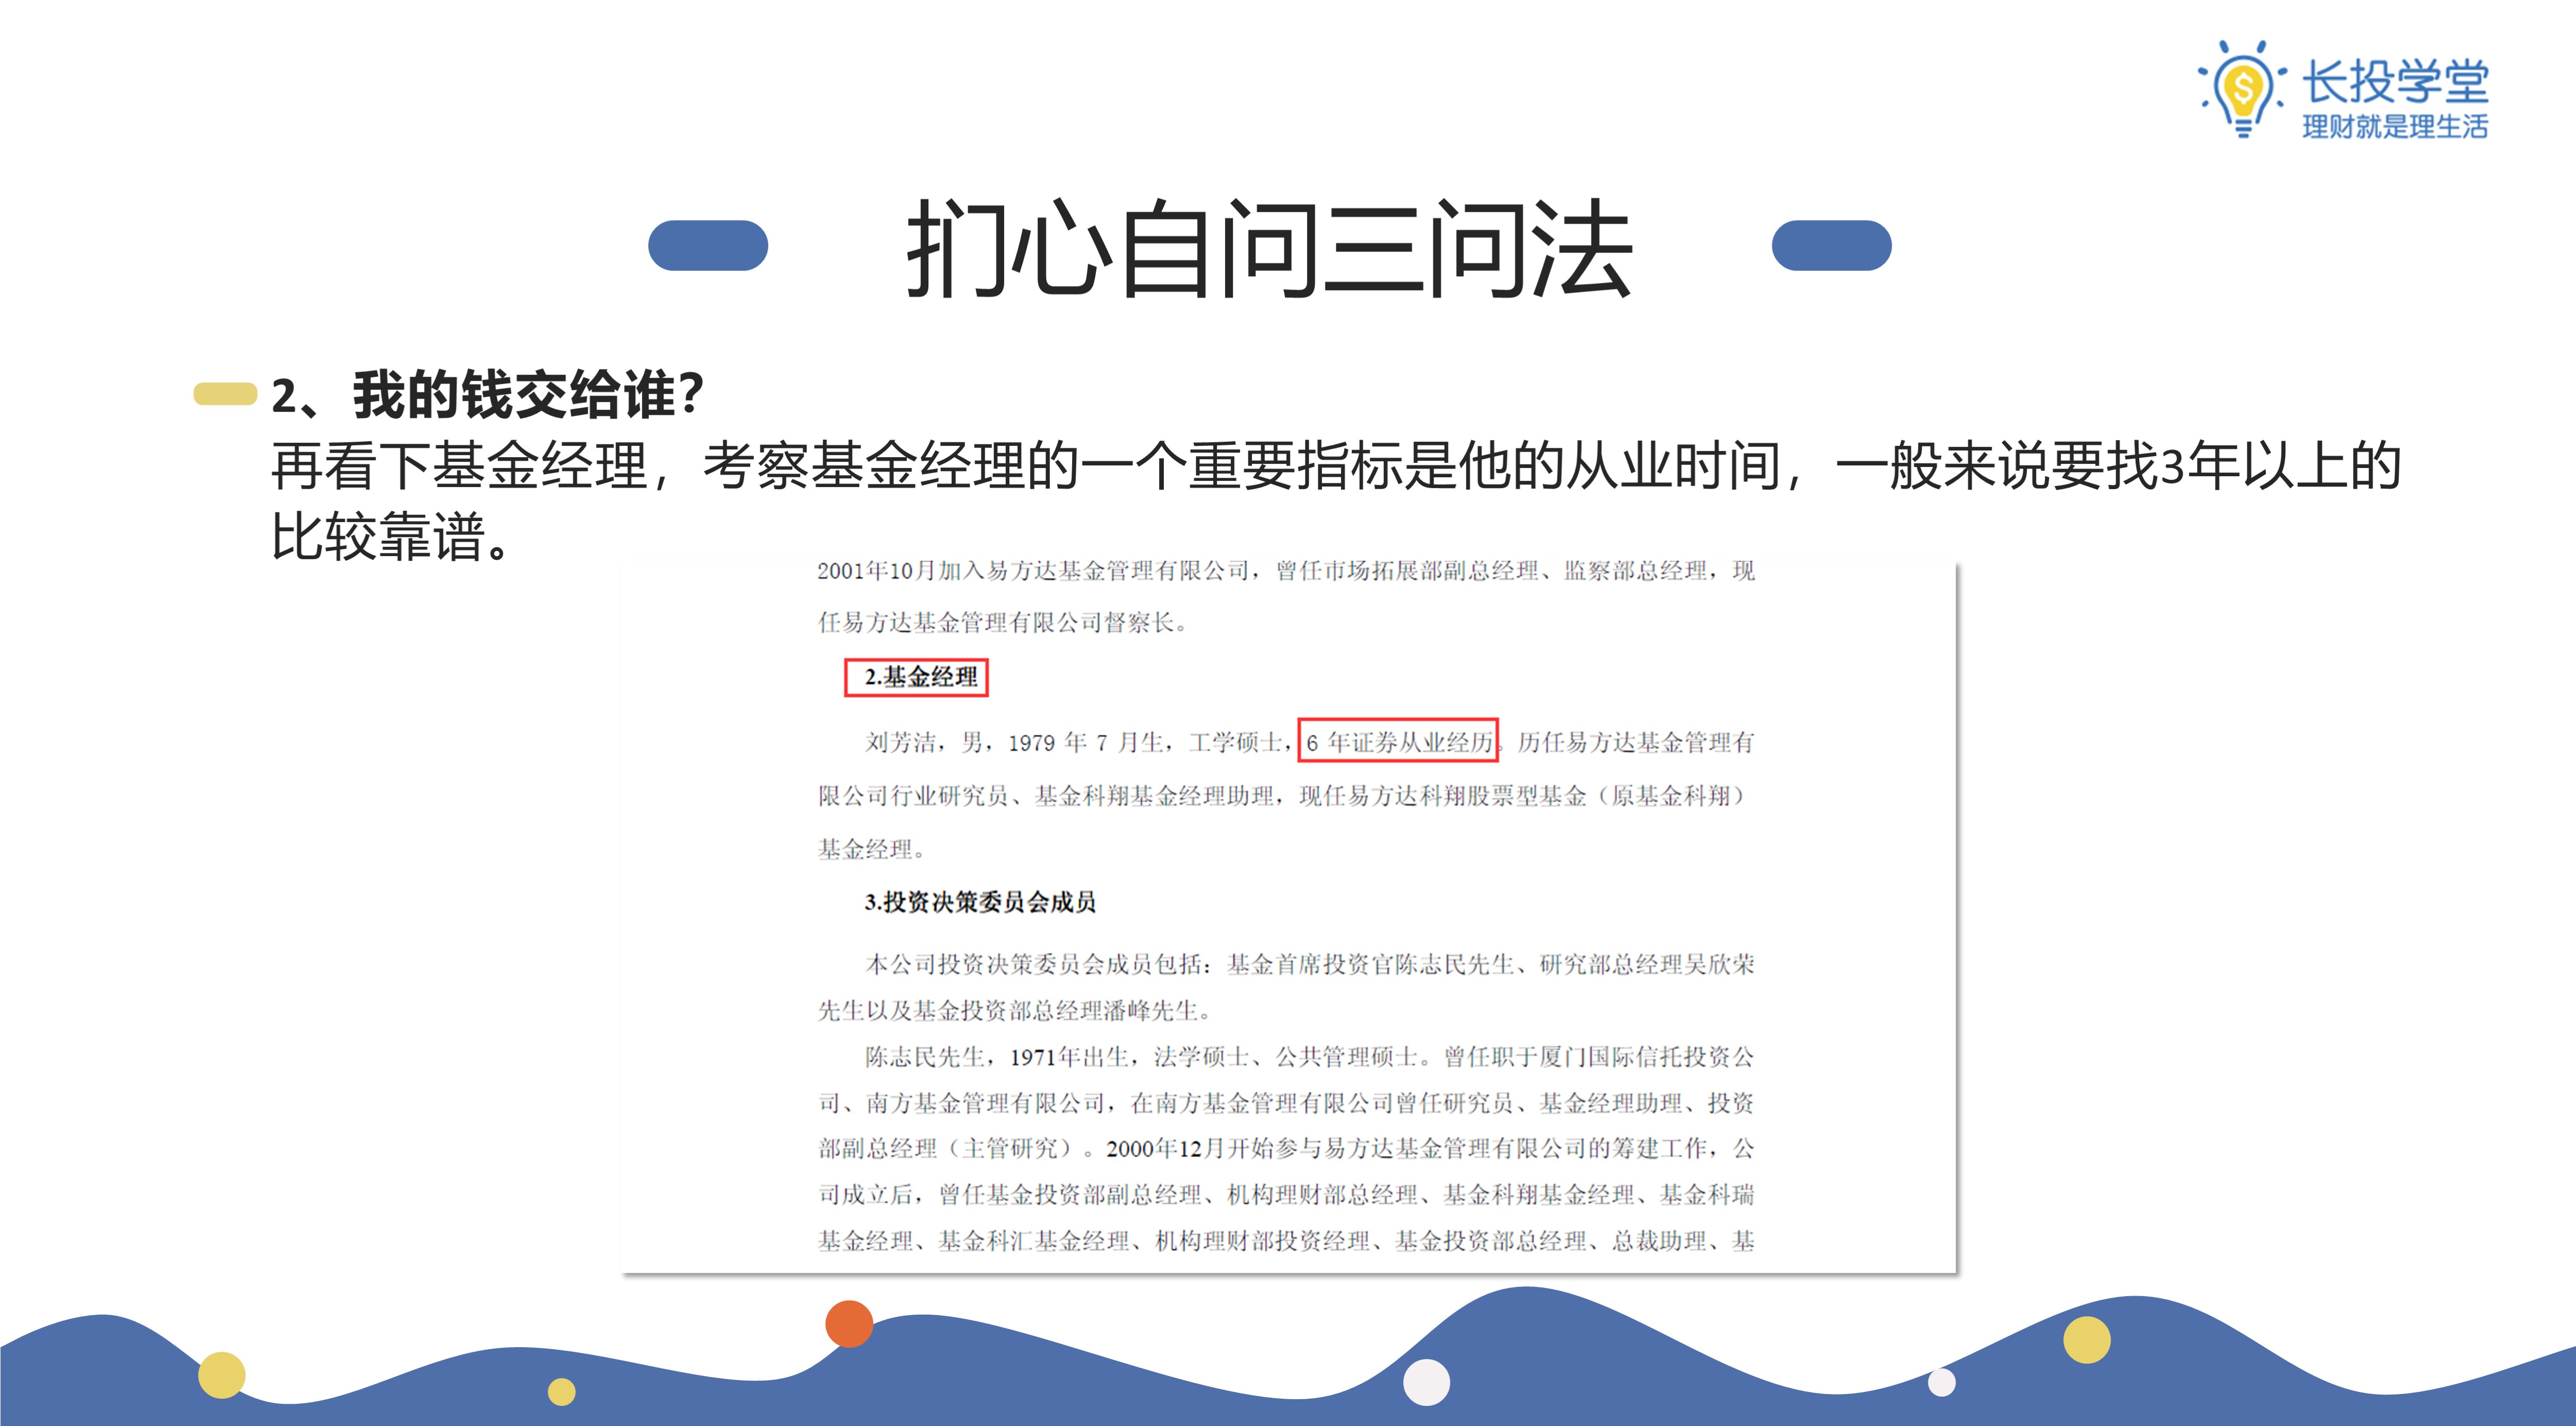 长投学堂
理财就是理生活
扪心自问三问法
2、我的钱交给谁？
再看下基金经理，考察基金经理的一个重要指标是他的从业时间，一般来说要找3年以上的
比较靠谱。
2001年10月加入易方达基金管理有限公司，曾任市场拓展部副总经理、监察部总经理，现
任易方达基金管理有限公司督察长。
2.基金经理
刘芳洁，男，1979 年 7 月生，工学硕士，6 年证券从业经历。历任易方达基金管理有
限公司行业研究员、基金科翔基金经理助理，现任易方达科翔股票型基金（原基金科翔）
基金经理。
3.投资决策委员会成员
本公司投资决策委员会成员包括：基金首席投资官陈志民先生、研究部总经理吴欣荣
先生以及基金投资部总经理潘峰先生。
陈志民先生，1971年出生，法学硕士、公共管理硕士。曾任职于厦门国际信托投资公
司、南方基金管理有限公司，在南方基金管理有限公司曾任研究员、基金经理助理、投资
部副总经理（主管研究）。2000年12月开始参与易方达基金管理有限公司的筹建工作，公
司成立后，曾任基金投资部副总经理、机构理财部总经理、基金科翔基金经理、基金科瑞
基金经理、基金科汇基金经理、机构理财部投资经理、基金投资部总经理、总裁助理、基